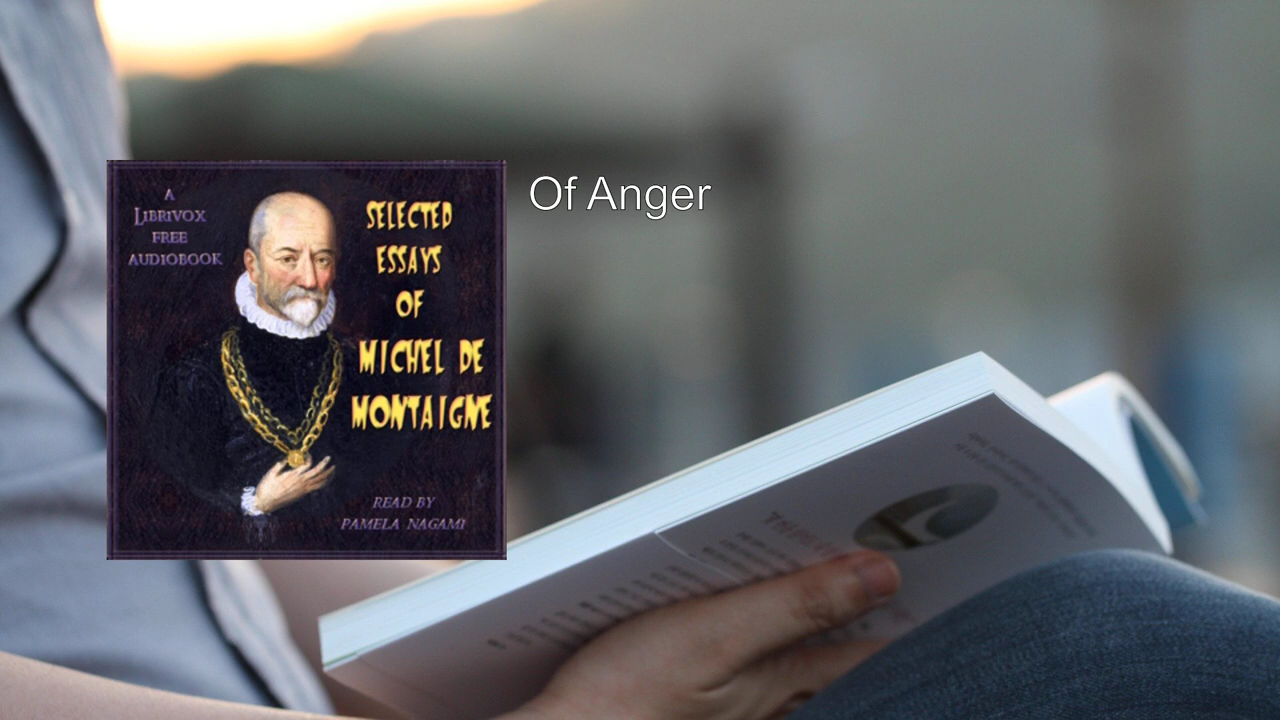 A
LIBRIVOX
FREE
AUDIOBOOK
SELECTED
ESSAYS
OF
MICHEL DE
MONTAIGNE
READ BY
PAMELA NAGAMI
Of Anger